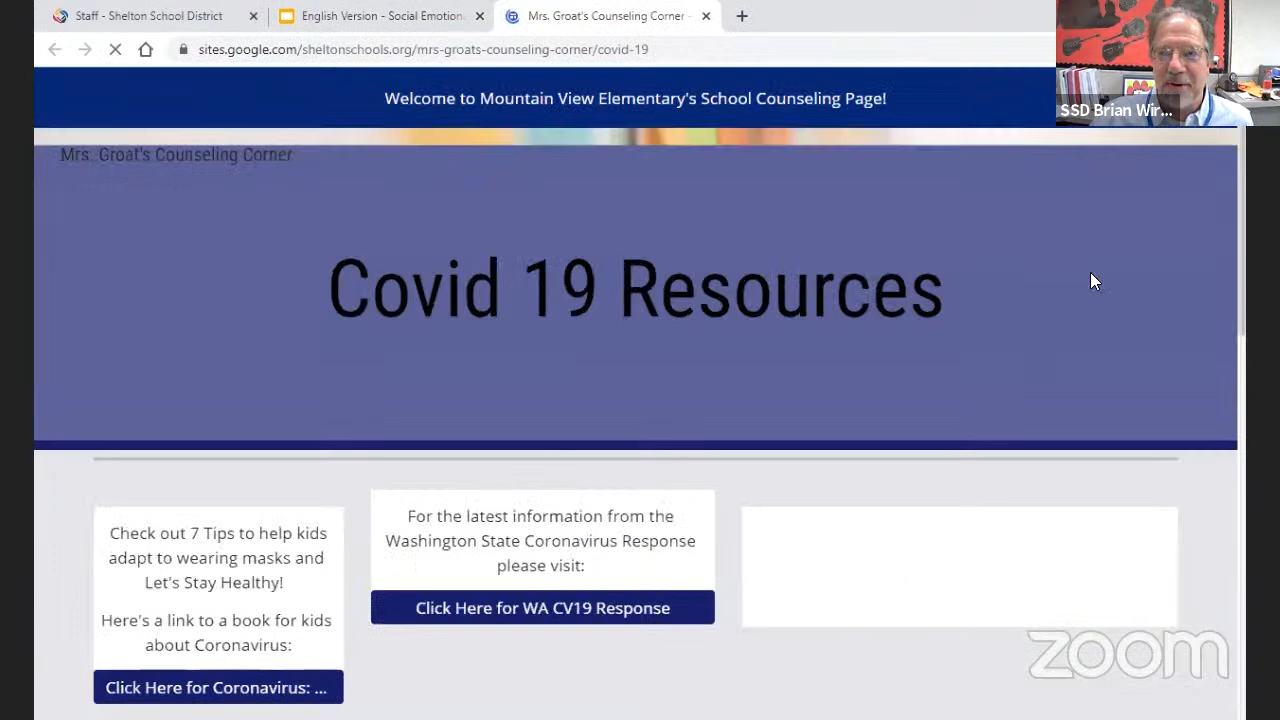 Staff - Shelton School District
English Version - Social Emotiona
Mrs. Groat's Counseling Corner -
sites.google.com/sheltonschools.org/mrs-groats-counseling-corner/covid-19
SSD Brian Wir...
Welcome to Mountain View Elementary's School Counseling Page!
Mrs. Groat's Counseling Corner
Covid 19 Resources
Check out 7 Tips to help kids
adapt to wearing masks and
Let's Stay Healthy!
Here's a link to a book for kids
about Coronavirus:
Click Here for Coronavirus: ...
For the latest information from the
Washington State Coronavirus Response
please visit:
Click Here for WA CV19 Response
zoom